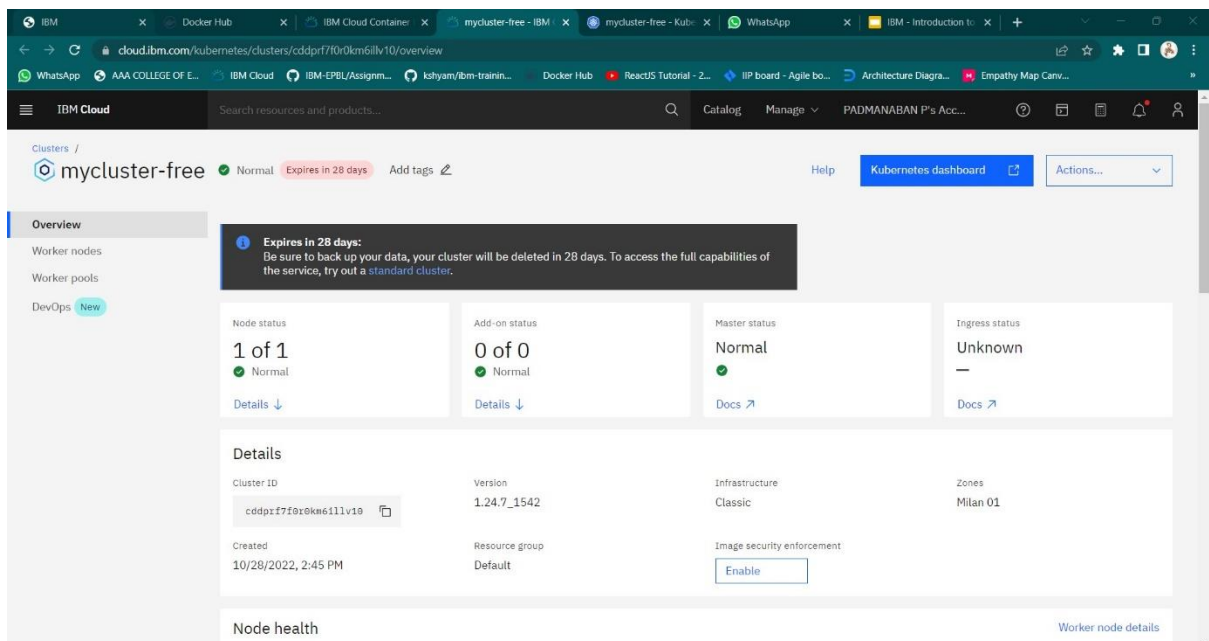 IBM
Docker Hub
IBM Cloud Container
mycluster-free - IBM
mycluster-free - Kube
WhatsApp
IBM - Introduction to
cloud.ibm.com/kubernetes/clusters/cddprf7f0r0km6illv10/overview
WhatsApp AAA COLLEGE OF E... IBM Cloud IBM-EPBL/Assignm... kshyam/ibm-trainin... Docker Hub ReactJS Tutorial - 2... IIP board - Agile bo... Architecture Diagra... Empathy Map Canv... »
IBM Cloud Search resources and products... Catalog Manage PADMANABAN P's Acc...
Clusters /
mycluster-free Normal Expires in 28 days Add tags Help Kubernetes dashboard Actions...
Overview
Worker nodes
Worker pools
DevOps New
Expires in 28 days:
Be sure to back up your data, your cluster will be deleted in 28 days. To access the full capabilities of
the service, try out a standard cluster.
Node status
1 of 1
Normal
Details ↓
Add-on status
0 of 0
Normal
Details ↓
Master status
Normal
Docs ↗
Ingress status
Unknown
—
Docs ↗
Details
Cluster ID
cddprf7f0r0km6illv10
Version
1.24.7_1542
Infrastructure
Classic
Zones
Milan 01
Created
10/28/2022, 2:45 PM
Resource group
Default
Image security enforcement
Enable
Node health Worker node details